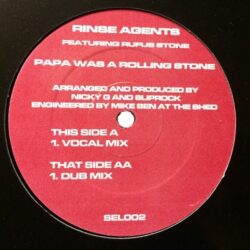 RINSE AGENTS
FEATURING RUFUS STONE
PAPA WAS A ROLLING STONE
ARRANGED AND PRODUCED BY
NICKY G AND SLIPROCK
ENGINEERED BY MIKE BEN AT THE SHED
THIS SIDE A
1. VOCAL MIX
THAT SIDE AA
1. DUB MIX
SEL002